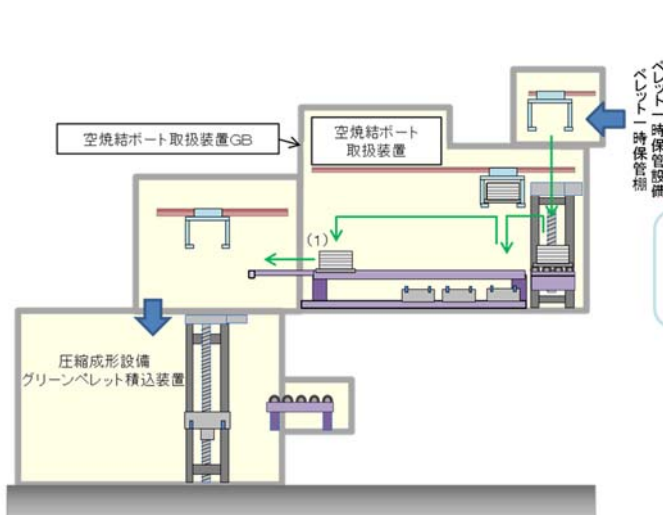 空焼結ボート取扱装置GB
空焼結ボート
取扱装置
ペレット一時保管設備
ペレット一時保管棚
(1)
圧縮成形設備
グリーンペレット積込装置